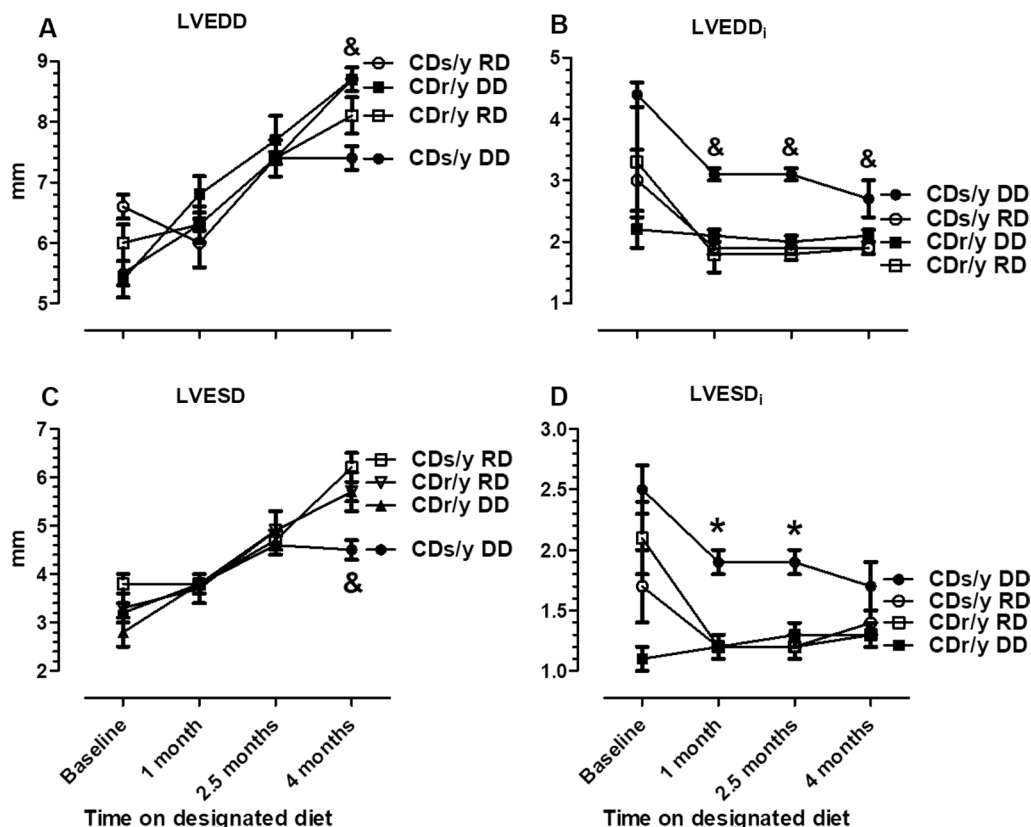 A
LVEDD
&
9
8
7
6
5
mm
CDs/y RD
CDr/y DD
CDr/y RD
CDs/y DD
B
LVEDDi
5
4
3
2
1
& & &
CDs/y DD
CDs/y RD
CDr/y DD
CDr/y RD
C
LVESD
7
6
5
4
3
2
mm
CDs/y RD
CDr/y RD
CDr/y DD
CDs/y DD
&
Baseline
1 month
2.5 months
4 months
Time on designated diet
D
LVESDi
3.0
2.5
2.0
1.5
1.0
* *
CDs/y DD
CDs/y RD
CDr/y RD
CDr/y DD
Baseline
1 month
2.5 months
4 months
Time on designated diet